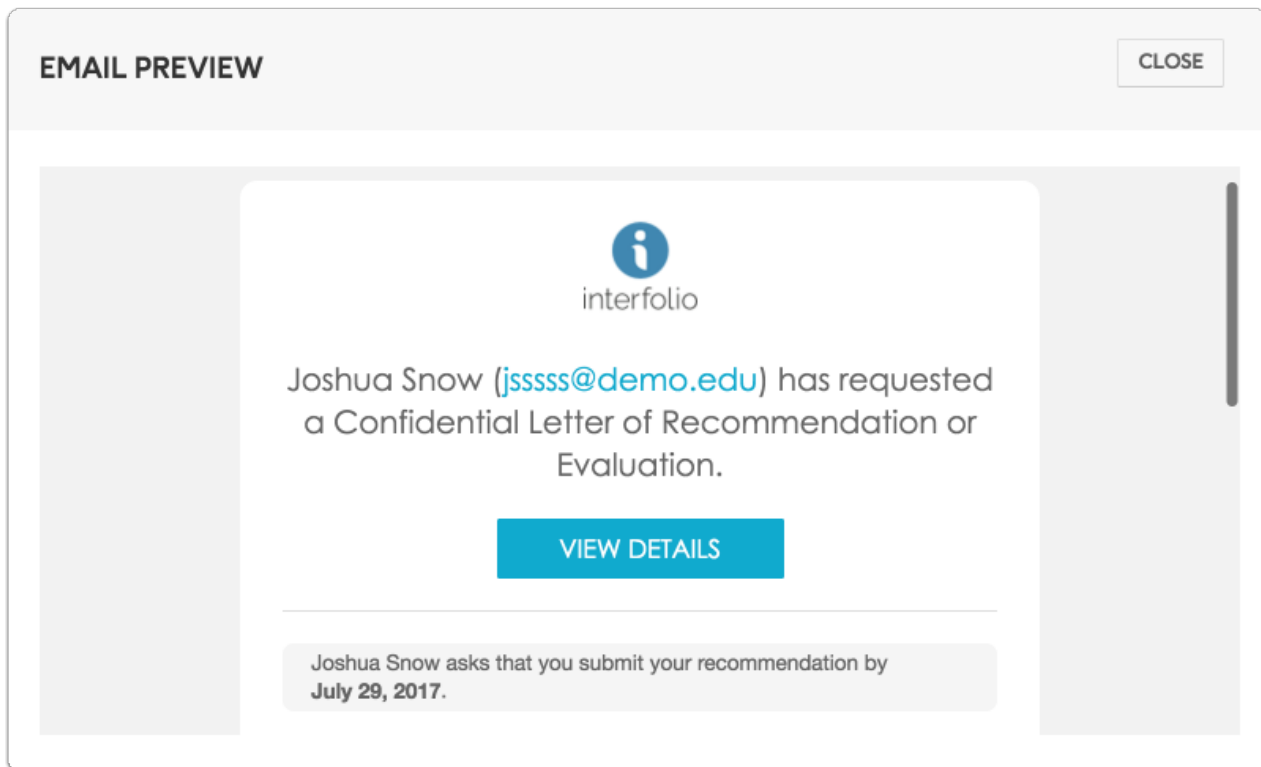 EMAIL PREVIEW
CLOSE
interfolio
Joshua Snow (jsssss@demo.edu) has requested
a Confidential Letter of Recommendation or
Evaluation.
VIEW DETAILS
Joshua Snow asks that you submit your recommendation by
July 29, 2017.